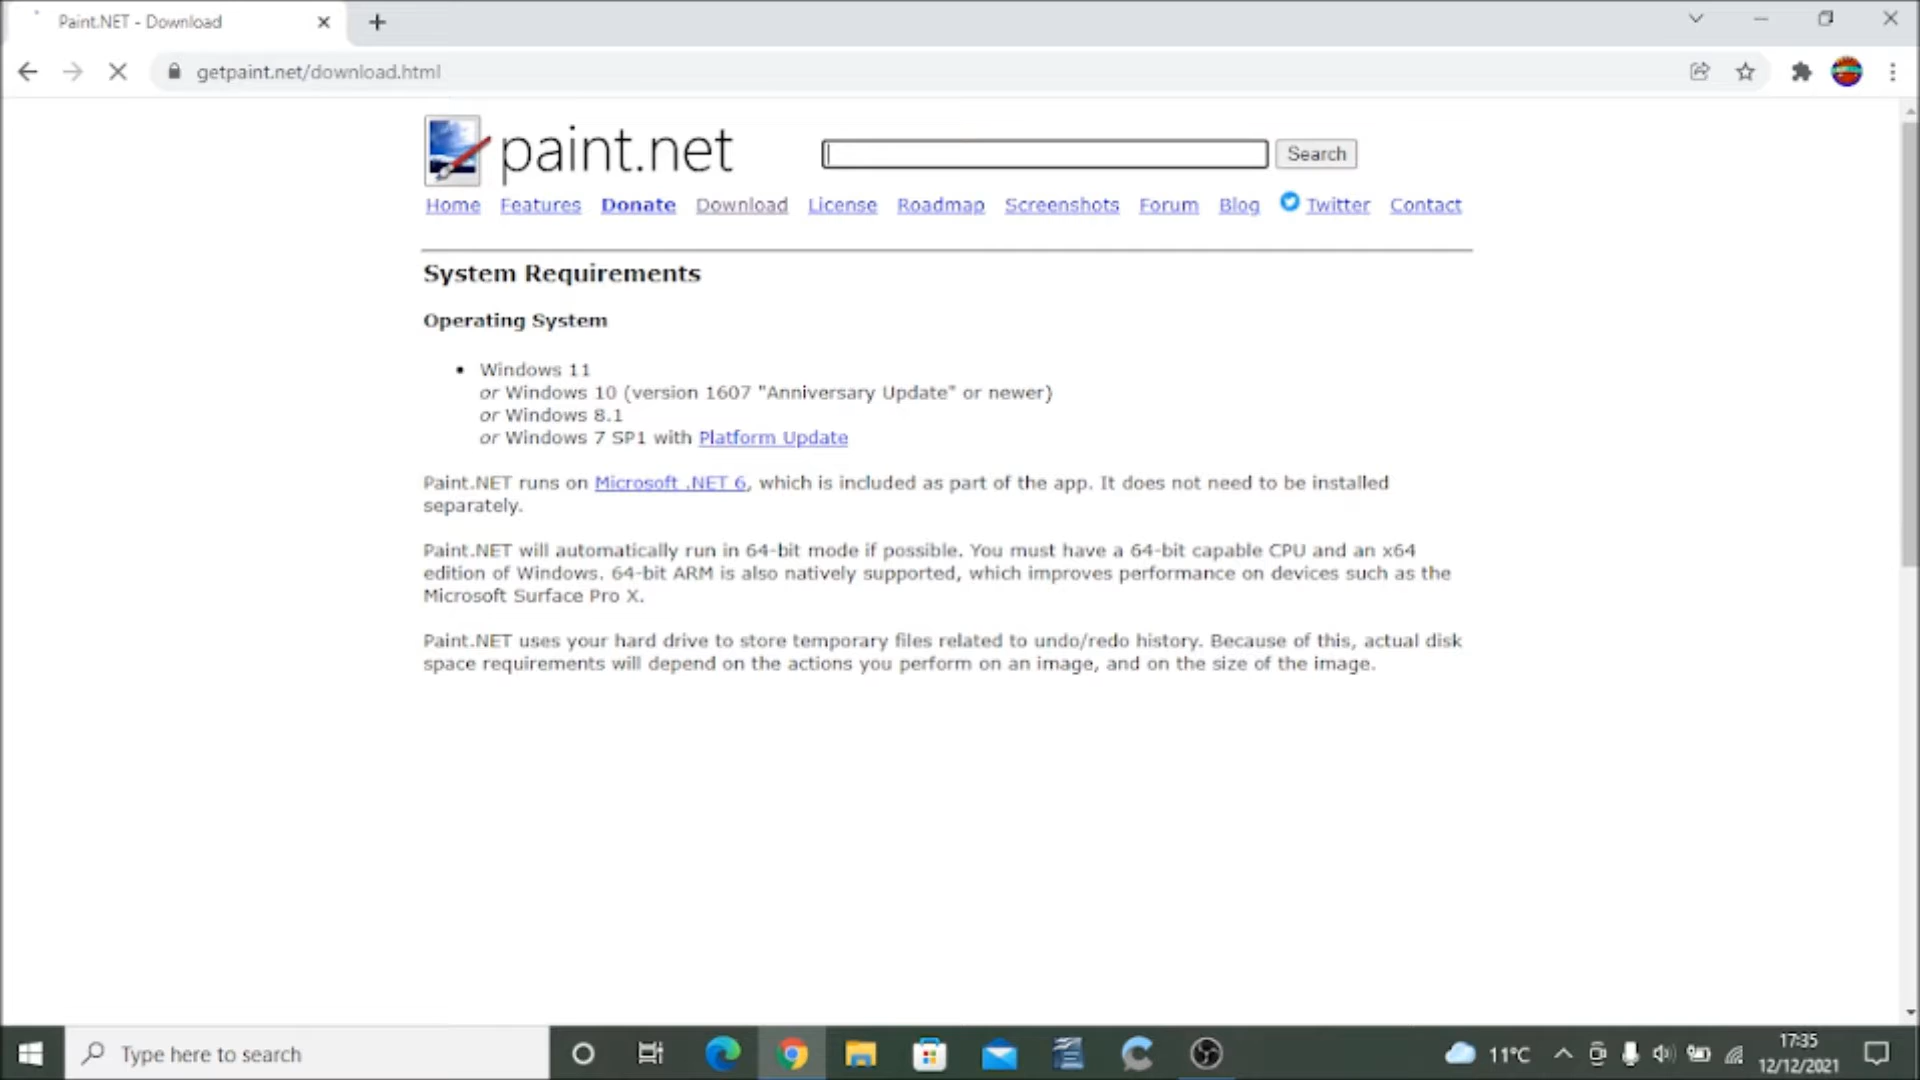 Paint.NET - Download
getpaint.net/download.html
paint.net
Search
Home Features Donate Download License Roadmap Screenshots Forum Blog Twitter Contact
System Requirements
Operating System
• Windows 11
or Windows 10 (version 1607 "Anniversary Update" or newer)
or Windows 8.1
or Windows 7 SP1 with Platform Update
Paint.NET runs on Microsoft .NET 6, which is included as part of the app. It does not need to be installed
separately.
Paint.NET will automatically run in 64-bit mode if possible. You must have a 64-bit capable CPU and an x64
edition of Windows. 64-bit ARM is also natively supported, which improves performance on devices such as the
Microsoft Surface Pro X.
Paint.NET uses your hard drive to store temporary files related to undo/redo history. Because of this, actual disk
space requirements will depend on the actions you perform on an image, and on the size of the image.
Type here to search
11°C
17:35
12/12/2021